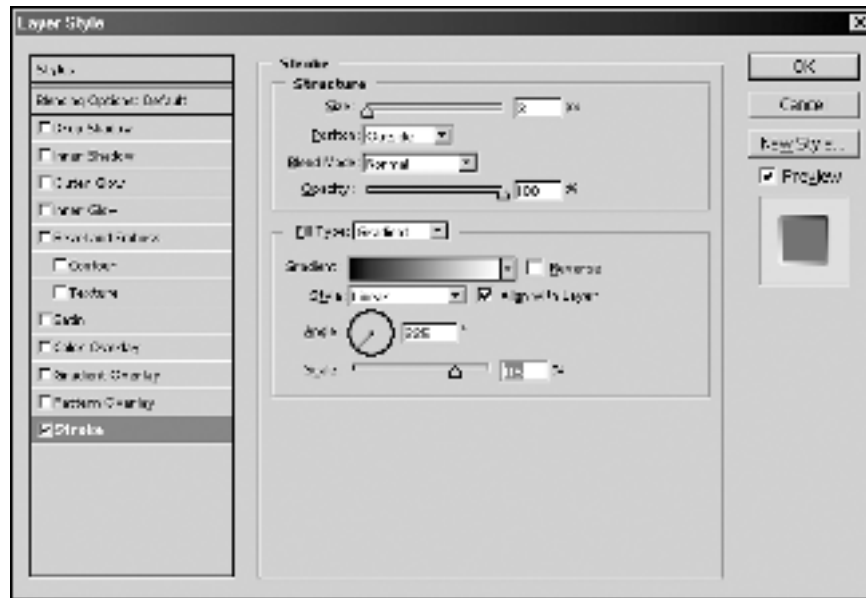 Layer Style
Styles
Blending Options: Default
Drop Shadow
Inner Shadow
Outer Glow
Inner Glow
Bevel and Emboss
Contour
Texture
Satin
Color Overlay
Gradient Overlay
Pattern Overlay
Stroke
Stroke
Structure
Size: px
Position: Outside
Blend Mode: Normal
Opacity: 100 %
Fill Type: Gradient
Gradient: Reverse
Style: Linear Align with Layer
Angle: °
Scale: %
OK
Cancel
New Style...
Preview